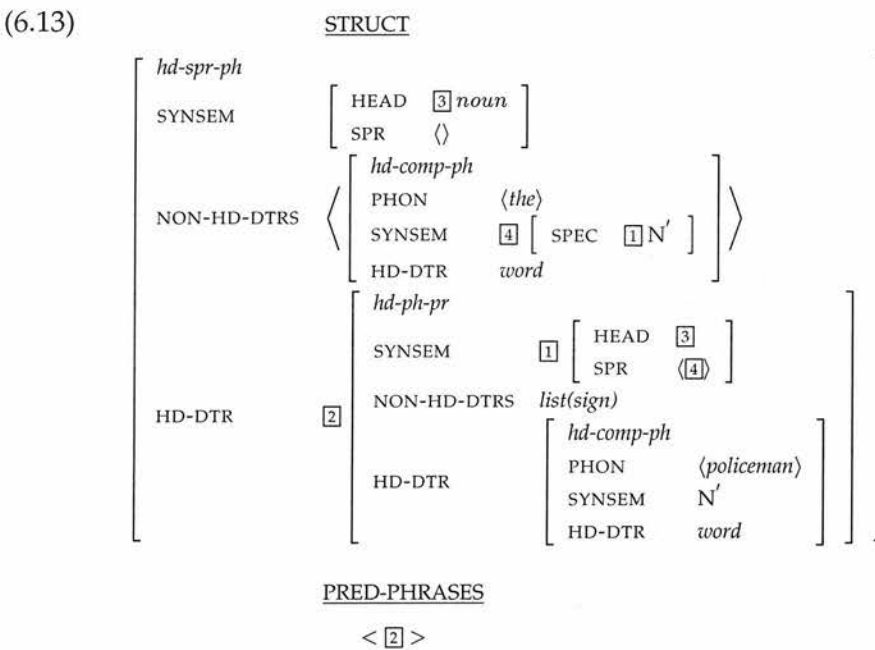 (6.13)
STRUCT
hd-spr-ph
SYNSEM [ HEAD [3] noun
SPR ⟨⟩ ]
hd-comp-ph
PHON ⟨the⟩
NON-HD-DTRS ⟨ SYNSEM [4] [ SPEC [1] N′ ] ⟩
HD-DTR word
hd-ph-pr
SYNSEM [1] [ HEAD [3]
SPR ⟨[4]⟩ ]
NON-HD-DTRS list(sign)
HD-DTR [2]
hd-comp-ph
PHON ⟨policeman⟩
HD-DTR SYNSEM N′
HD-DTR word
PRED-PHRASES
< [2] >